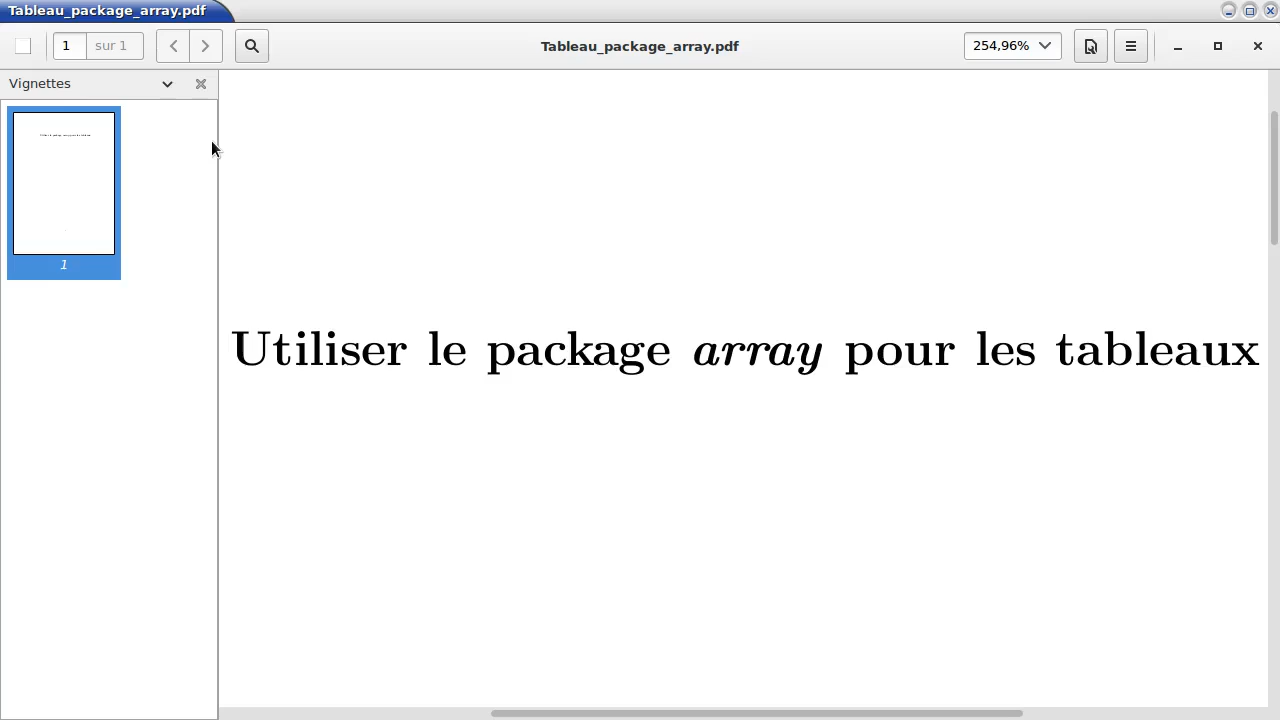 Tableau_package_array.pdf
1 sur 1
Tableau_package_array.pdf
254,96%
Vignettes
1
Utiliser le package array pour les tableaux